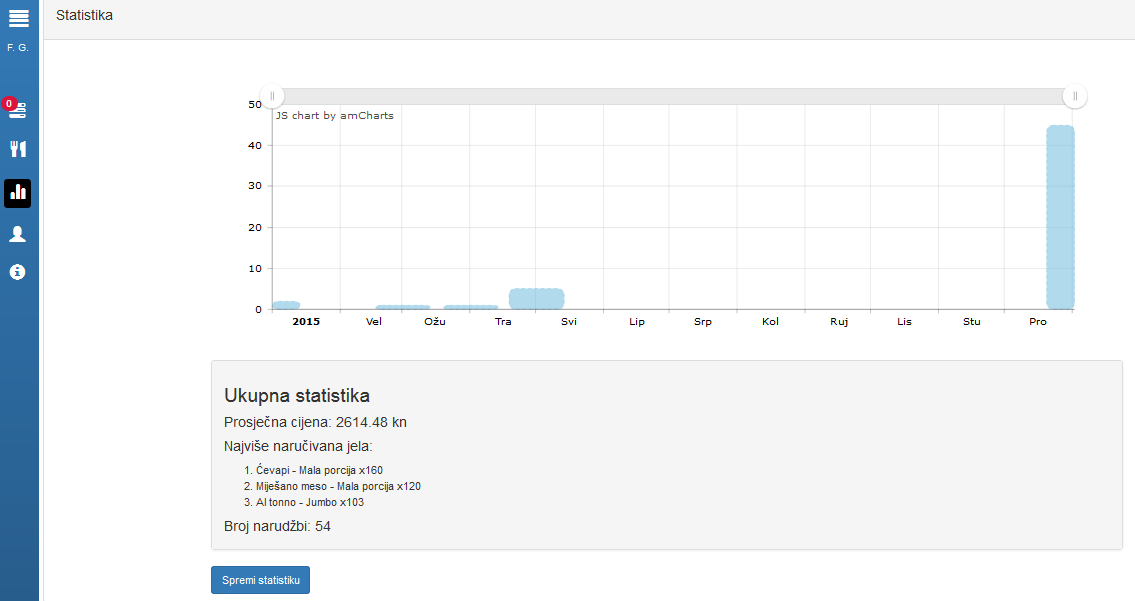 Statistika
F. G.
0
JS chart by amCharts
50
40
30
20
10
0
2015 Vel Ožu Tra Svi Lip Srp Kol Ruj Lis Stu Pro
Ukupna statistika
Prosječna cijena: 2614.48 kn
Najviše naručivana jela:
1. Ćevapi - Mala porcija x160
2. Miješano meso - Mala porcija x120
3. Al tonno - Jumbo x103
Broj narudžbi: 54
Spremi statistiku